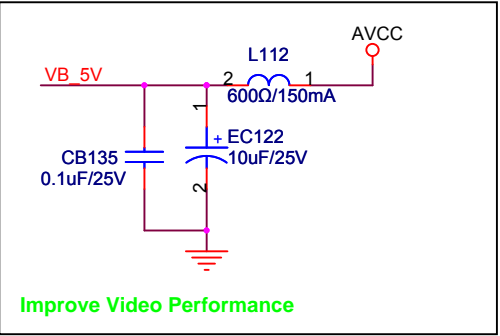 AVCC
L112
VB_5V
2
1
600Ω/150mA
1
+
EC122
CB135
10uF/25V
0.1uF/25V
2
Improve Video Performance